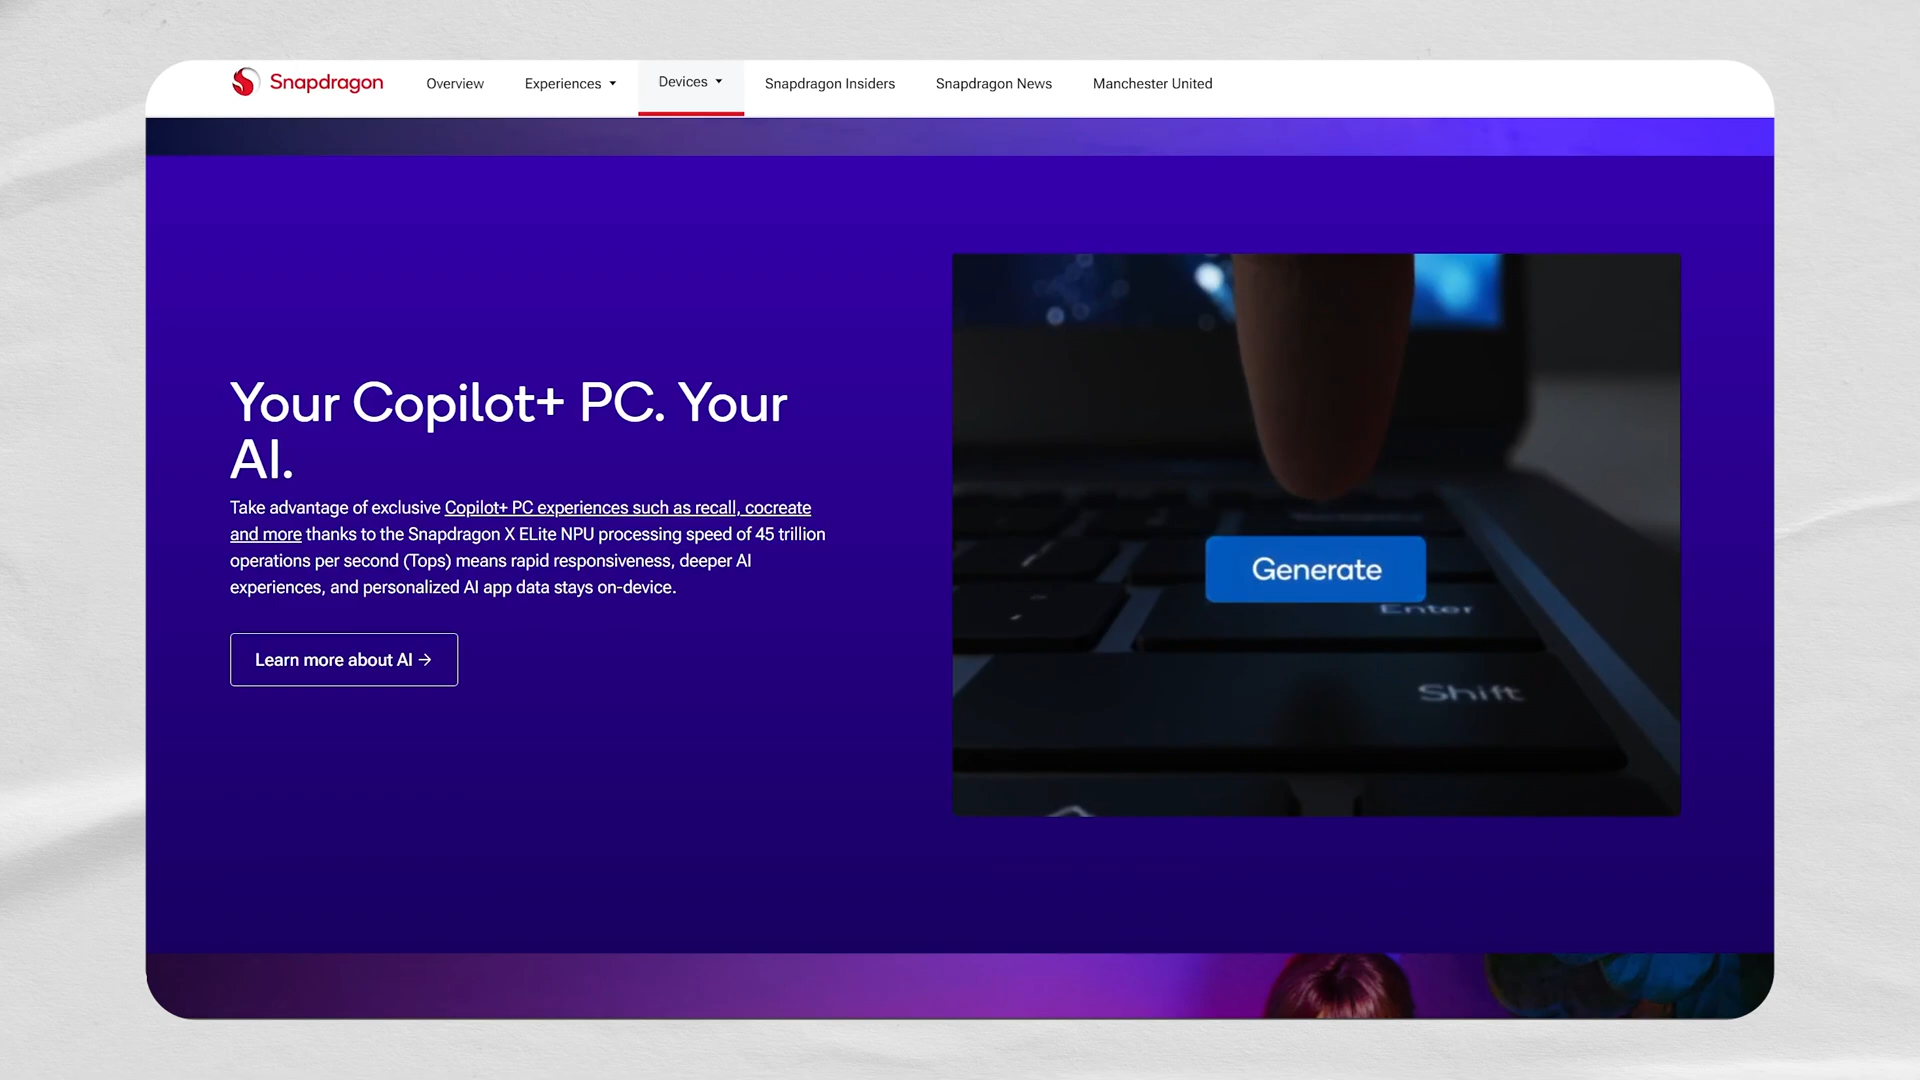 Snapdragon
Overview
Experiences
Devices
Snapdragon Insiders
Snapdragon News
Manchester United
Your Copilot+ PC. Your
AI.
Take advantage of exclusive Copilot+ PC experiences such as recall, cocreate
and more thanks to the Snapdragon X ELite NPU processing speed of 45 trillion
operations per second (Tops) means rapid responsiveness, deeper AI
experiences, and personalized AI app data stays on-device.
Learn more about AI →
Generate
Enter
Shift